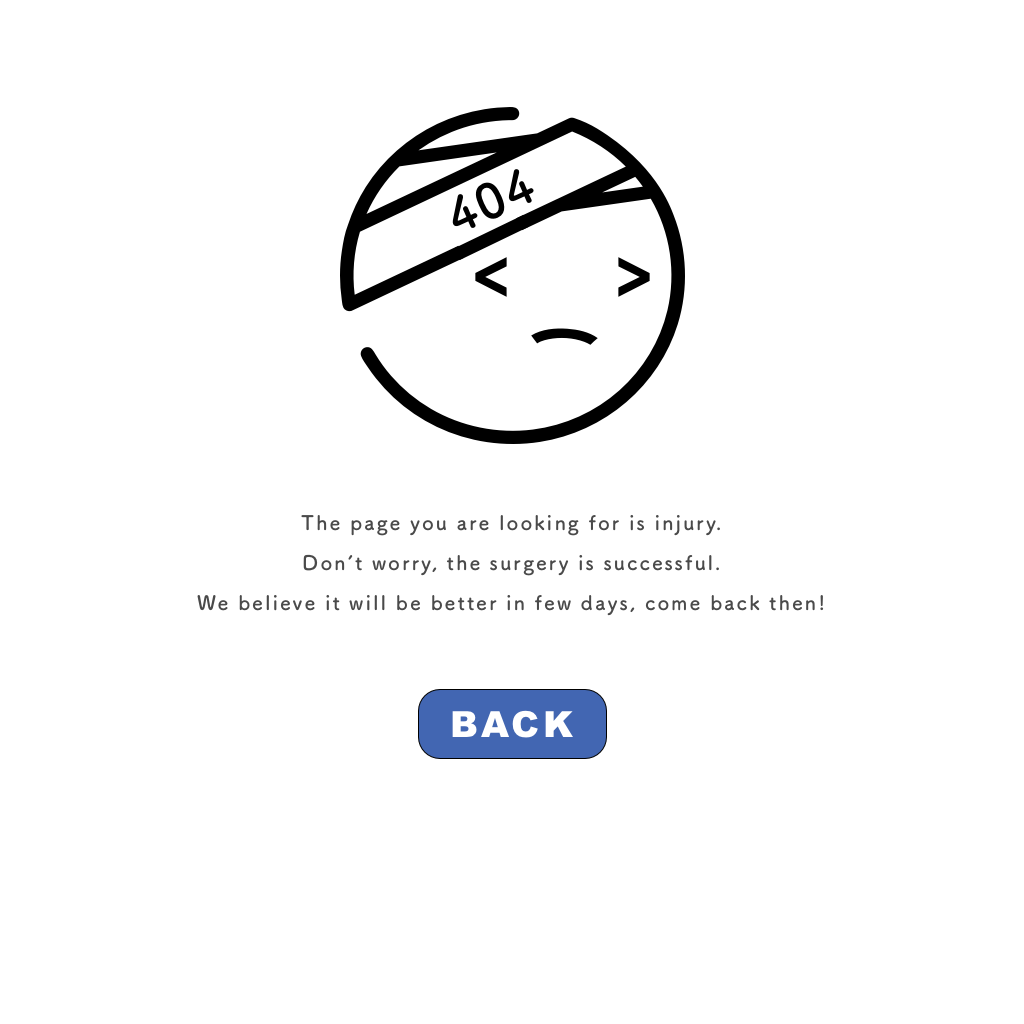 404
< >
The page you are looking for is injury.
Don't worry, the surgery is successful.
We believe it will be better in few days, come back then!
BACK